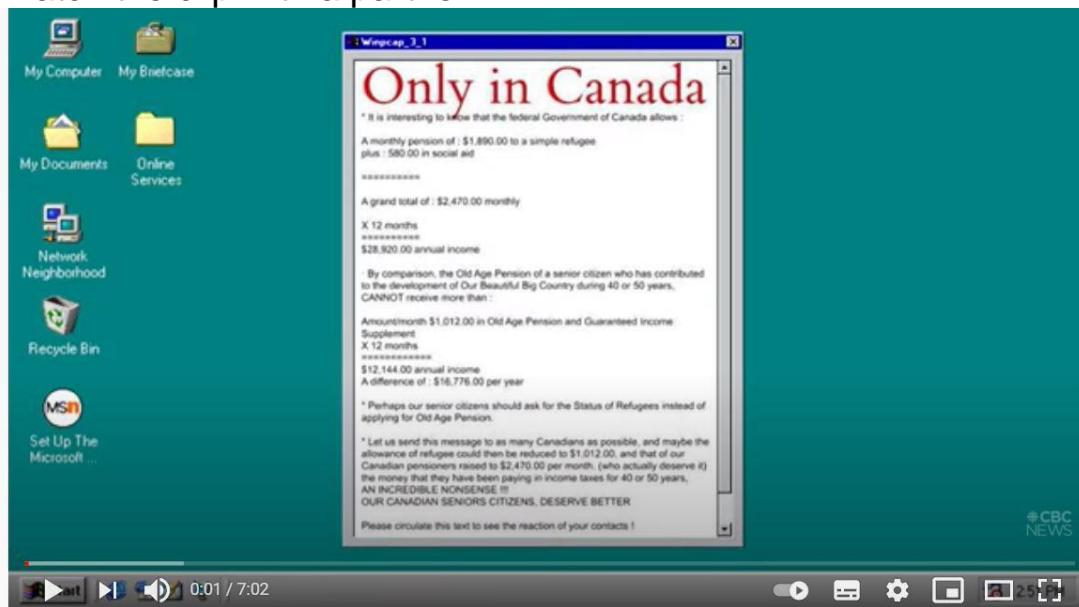 My Computer
My Briefcase
My Documents
Online
Services
Network
Neighborhood
Recycle Bin
MSn
Set Up The
Microsoft ...
Winpcap_3_1
Only in Canada
* It is interesting to know that the federal Government of Canada allows :
A monthly pension of : $1,890.00 to a simple refugee
plus : 580.00 in social aid
==========
A grand total of : $2,470.00 monthly
X 12 months
==========
$28,920.00 annual income
By comparison, the Old Age Pension of a senior citizen who has contributed
to the development of Our Beautiful Big Country during 40 or 50 years,
CANNOT receive more than :
Amount/month $1,012.00 in Old Age Pension and Guaranteed Income
Supplement
X 12 months
============
$12,144.00 annual income
A difference of : $16,776.00 per year
* Perhaps our senior citizens should ask for the Status of Refugees instead of
applying for Old Age Pension.
* Let us send this message to as many Canadians as possible, and maybe the
allowance of refugee could then be reduced to $1,012.00, and that of our
Canadian pensioners raised to $2,470.00 per month. (who actually deserve it)
the money that they have been paying in income taxes for 40 or 50 years,
AN INCREDIBLE NONSENSE !!!
OUR CANADIAN SENIORS CITIZENS, DESERVE BETTER
Please circulate this text to see the reaction of your contacts !
CBC
NEWS
0:01 / 7:02